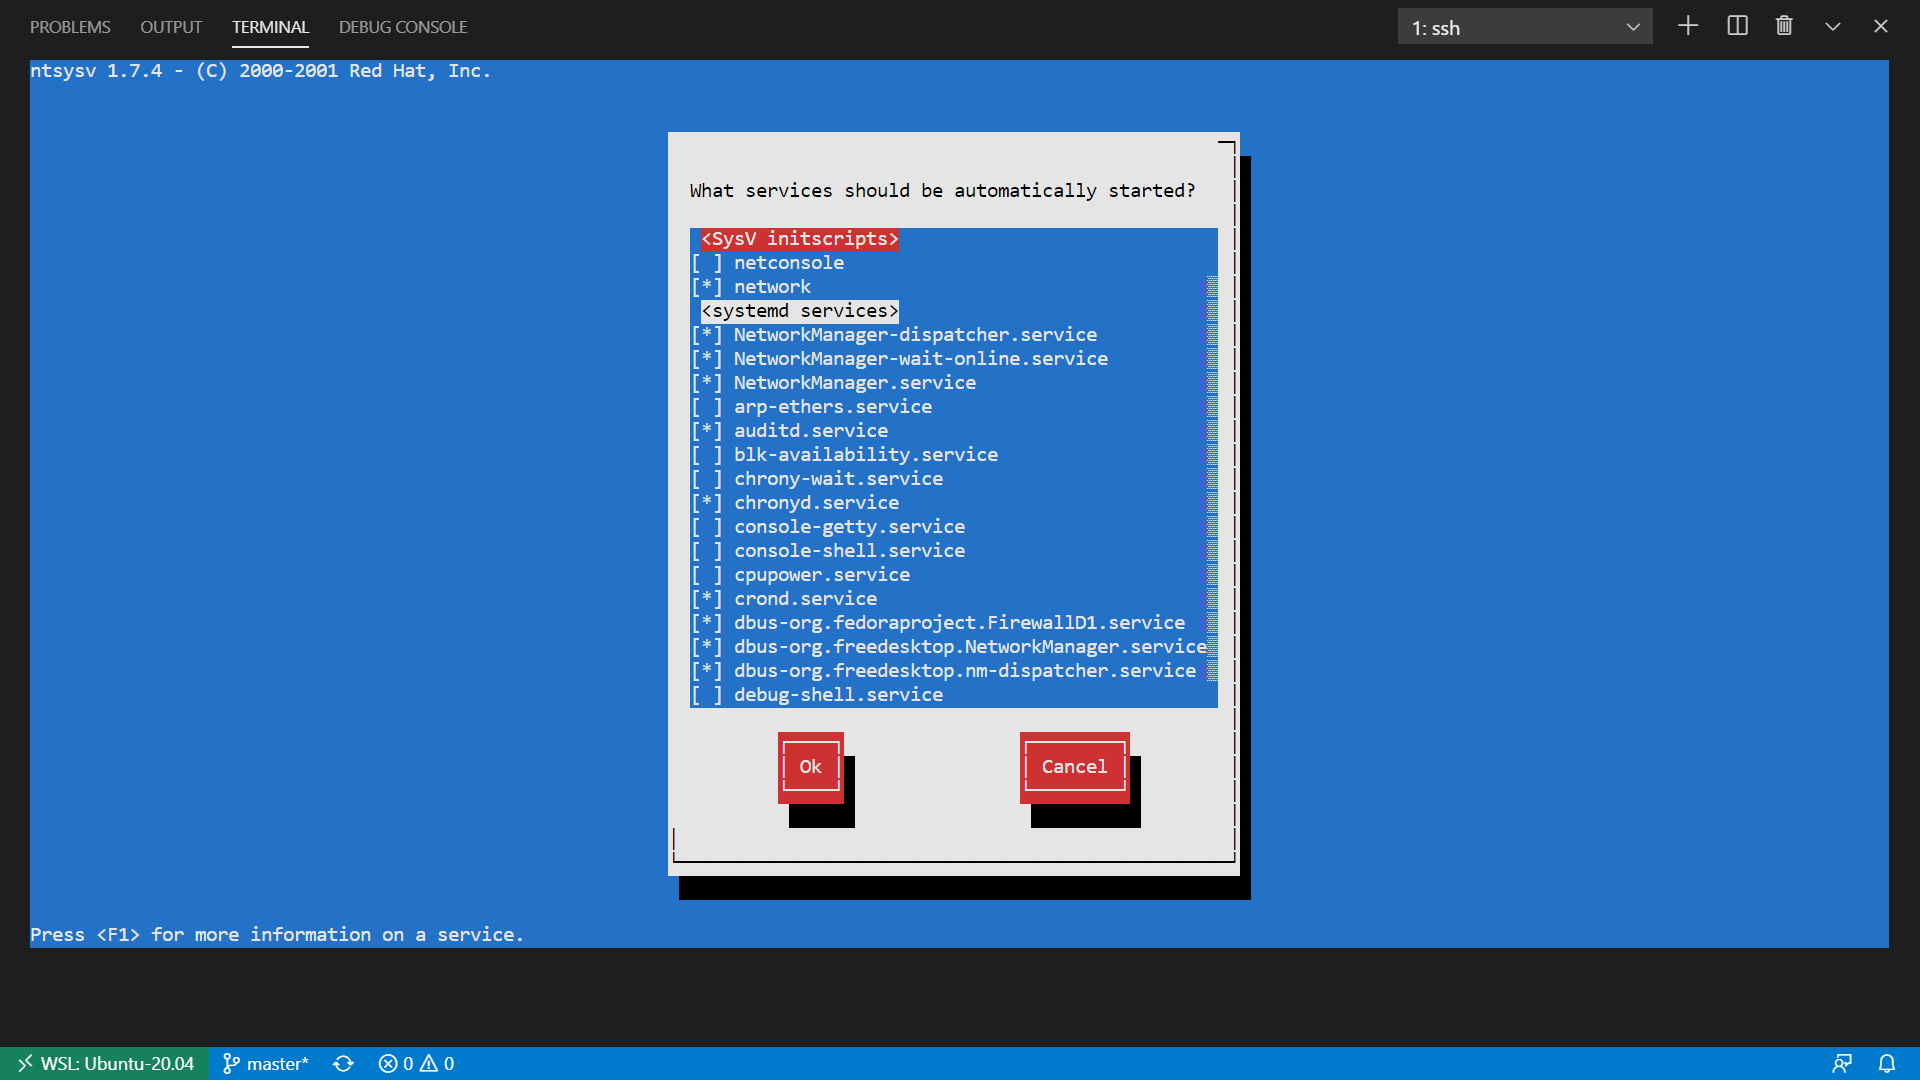 PROBLEMS OUTPUT TERMINAL DEBUG CONSOLE 1: ssh
ntsysv 1.7.4 - (C) 2000-2001 Red Hat, Inc.
What services should be automatically started?
<SysV initscripts>
[ ] netconsole
[*] network
<systemd services>
[*] NetworkManager-dispatcher.service
[*] NetworkManager-wait-online.service
[*] NetworkManager.service
[ ] arp-ethers.service
[*] auditd.service
[ ] blk-availability.service
[ ] chrony-wait.service
[*] chronyd.service
[ ] console-getty.service
[ ] console-shell.service
[ ] cpupower.service
[*] crond.service
[*] dbus-org.fedoraproject.FirewallD1.service
[*] dbus-org.freedesktop.NetworkManager.service
[*] dbus-org.freedesktop.nm-dispatcher.service
[ ] debug-shell.service
Ok Cancel
Press <F1> for more information on a service.
WSL: Ubuntu-20.04 master* 0 0